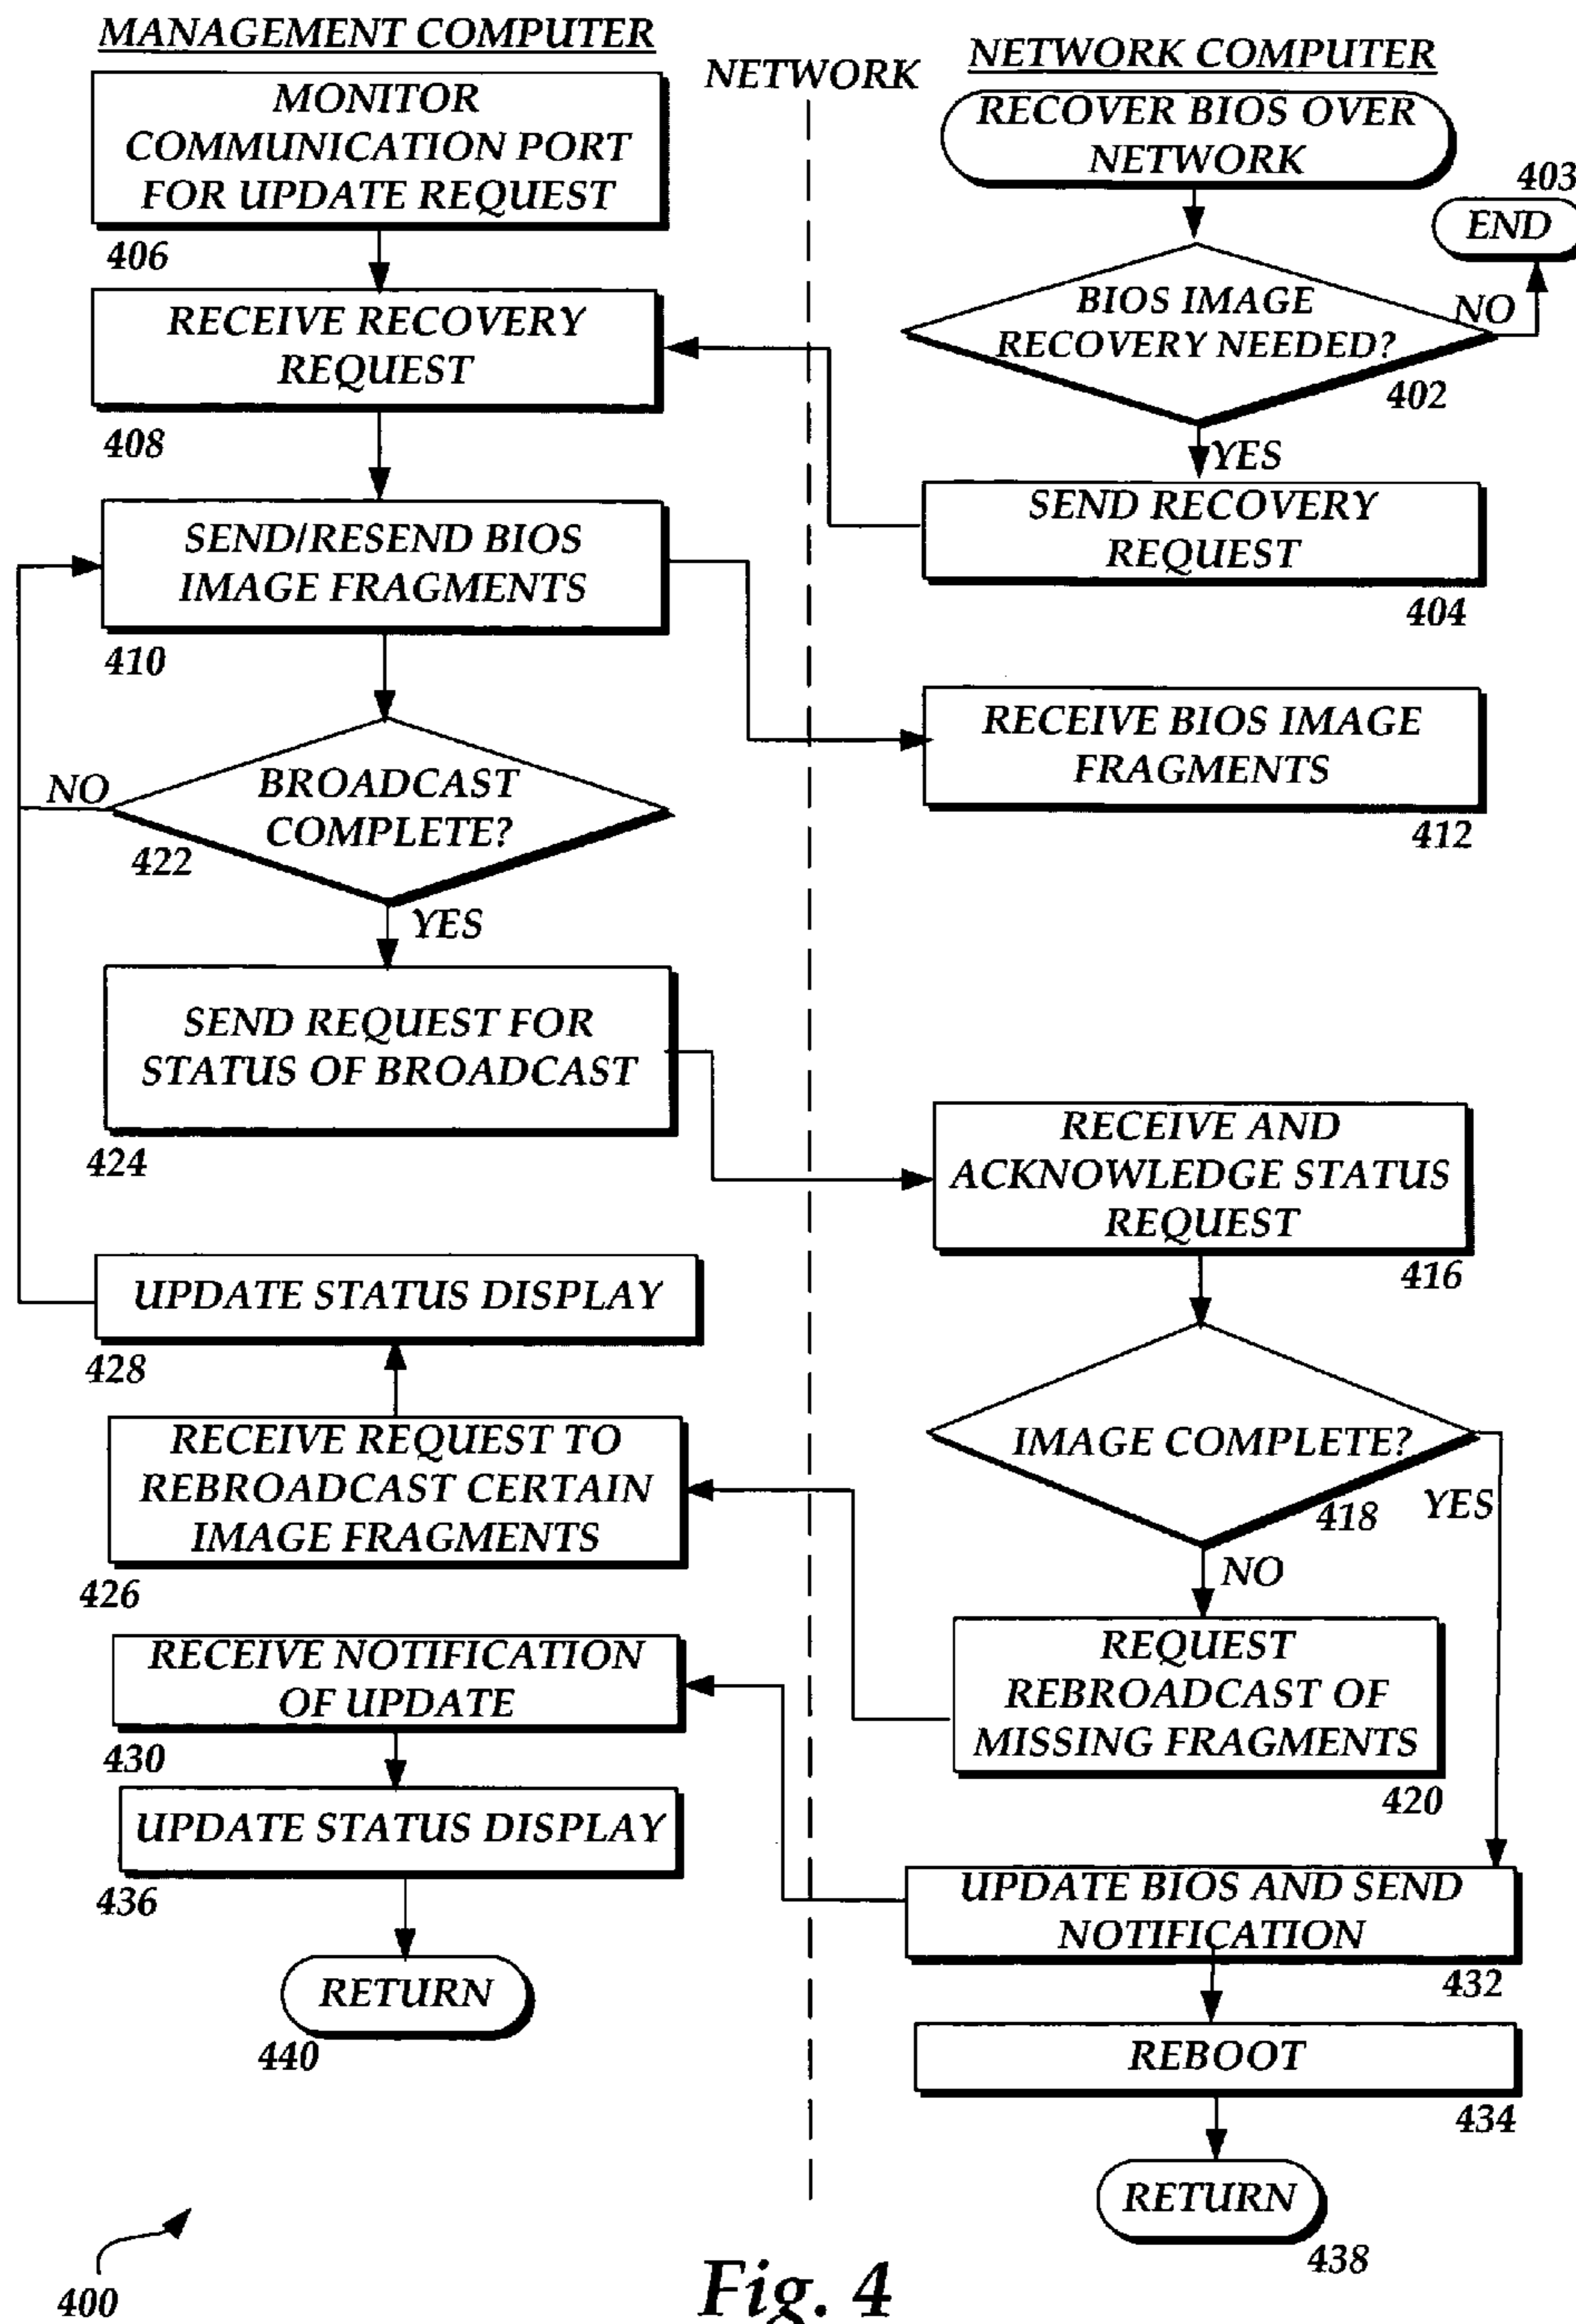 MANAGEMENT COMPUTER
MONITOR
COMMUNICATION PORT
FOR UPDATE REQUEST
406
RECEIVE RECOVERY
REQUEST
408
SEND/RESEND BIOS
IMAGE FRAGMENTS
410
BROADCAST
COMPLETE?
NO
422
YES
SEND REQUEST FOR
STATUS OF BROADCAST
424
UPDATE STATUS DISPLAY
428
RECEIVE REQUEST TO
REBROADCAST CERTAIN
IMAGE FRAGMENTS
426
RECEIVE NOTIFICATION
OF UPDATE
430
UPDATE STATUS DISPLAY
436
RETURN
440
NETWORK
NETWORK COMPUTER
RECOVER BIOS OVER
NETWORK
403
END
BIOS IMAGE
RECOVERY NEEDED?
NO
402
YES
SEND RECOVERY
REQUEST
404
RECEIVE BIOS IMAGE
FRAGMENTS
412
RECEIVE AND
ACKNOWLEDGE STATUS
REQUEST
416
IMAGE COMPLETE?
418
YES
NO
REQUEST
REBROADCAST OF
MISSING FRAGMENTS
420
UPDATE BIOS AND SEND
NOTIFICATION
432
REBOOT
434
RETURN
438
400
Fig. 4